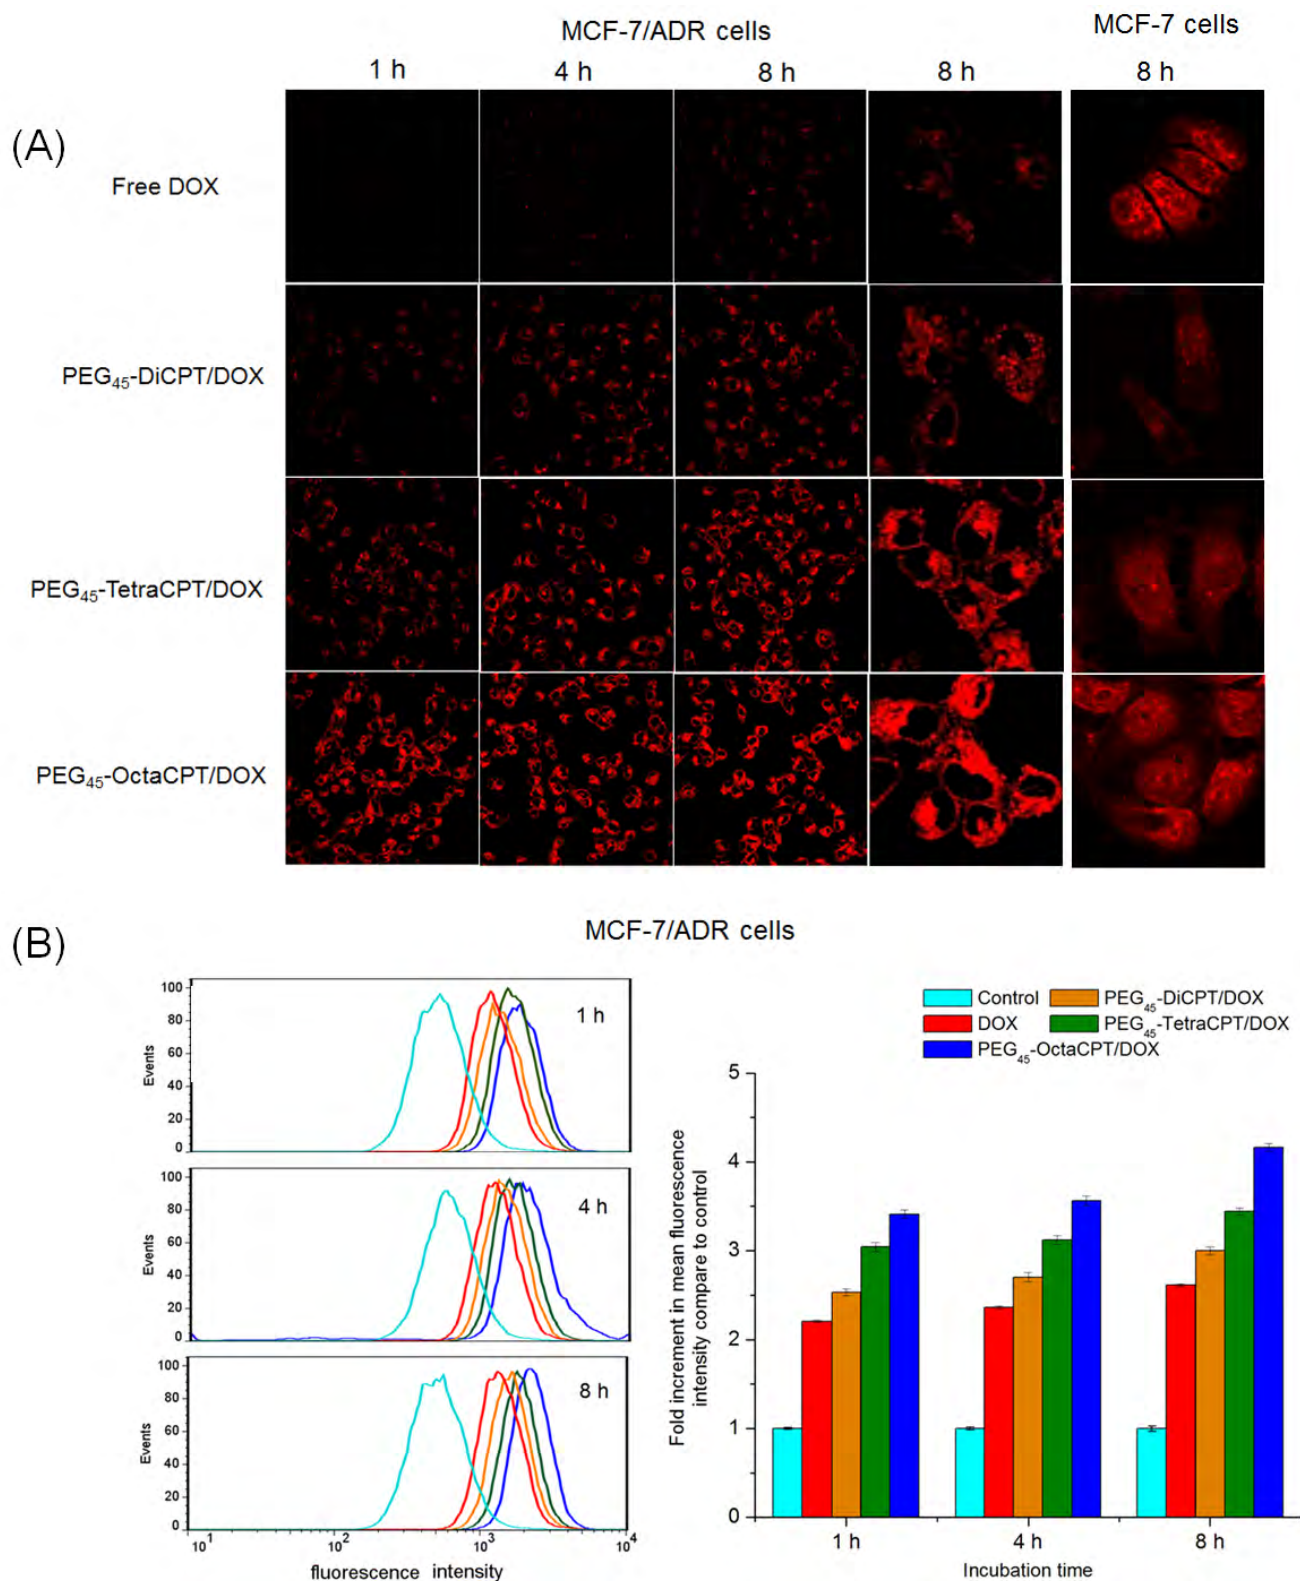 MCF-7/ADR cells
MCF-7 cells
1 h
4 h
8 h
8 h
8 h
(A)
Free DOX
PEG45-DiCPT/DOX
PEG45-TetraCPT/DOX
PEG45-OctaCPT/DOX
(B)
MCF-7/ADR cells
100
80
60
40
20
0
Events
1 h
100
80
60
40
20
0
Events
4 h
100
80
60
40
20
0
Events
8 h
10^1
10^2
10^3
10^4
fluorescence intensity
Control
PEG45-DiCPT/DOX
DOX
PEG45-TetraCPT/DOX
PEG45-OctaCPT/DOX
5
4
3
2
1
0
Fold increment in mean fluorescence
intensity compare to control
1 h
4 h
8 h
Incubation time